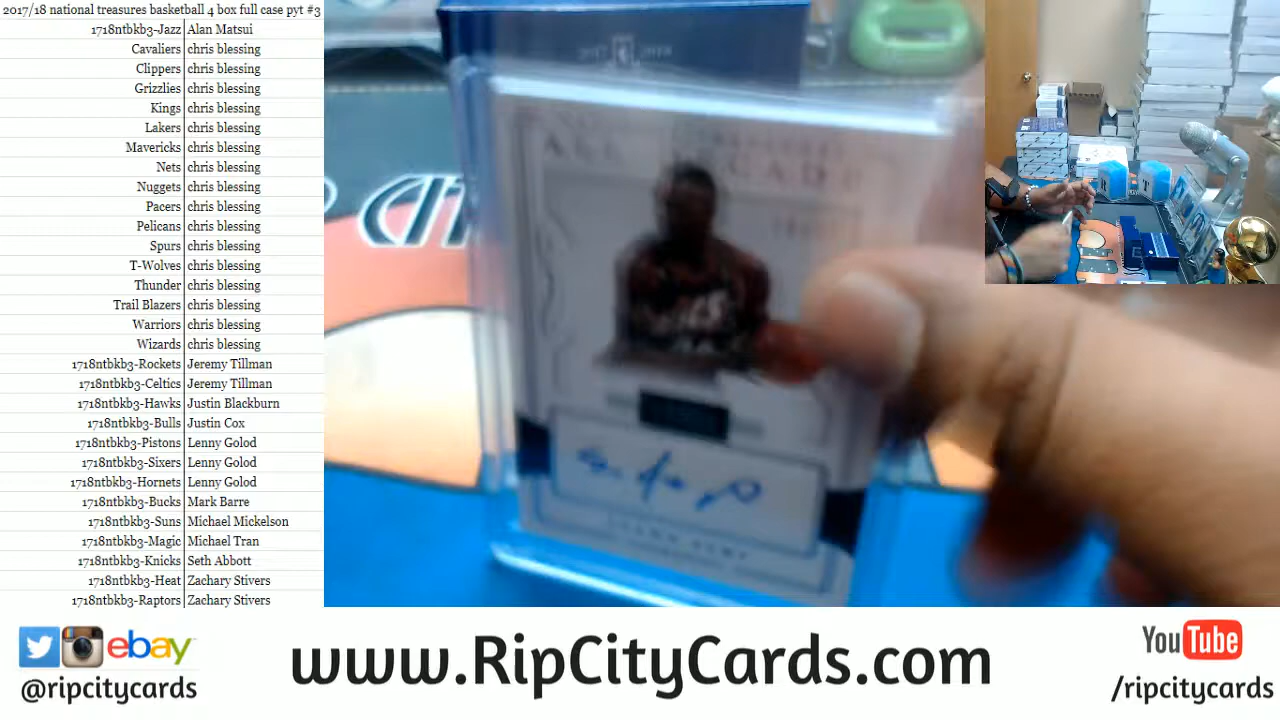 2017/18 national treasures basketball 4 box full case pyt #3
1718ntbkb3-Jazz Alan Matsui
Cavaliers chris blessing
Clippers chris blessing
Grizzlies chris blessing
Kings chris blessing
Lakers chris blessing
Mavericks chris blessing
Nets chris blessing
Nuggets chris blessing
Pacers chris blessing
Pelicans chris blessing
Spurs chris blessing
T-Wolves chris blessing
Thunder chris blessing
Trail Blazers chris blessing
Warriors chris blessing
Wizards chris blessing
1718ntbkb3-Rockets Jeremy Tillman
1718ntbkb3-Celtics Jeremy Tillman
1718ntbkb3-Hawks Justin Blackburn
1718ntbkb3-Bulls Justin Cox
1718ntbkb3-Pistons Lenny Golod
1718ntbkb3-Sixers Lenny Golod
1718ntbkb3-Hornets Lenny Golod
1718ntbkb3-Bucks Mark Barre
1718ntbkb3-Suns Michael Mickelson
1718ntbkb3-Magic Michael Tran
1718ntbkb3-Knicks Seth Abbott
1718ntbkb3-Heat Zachary Stivers
1718ntbkb3-Raptors Zachary Stivers
ebay
@ripcitycards
www.RipCityCards.com
YouTube
/ripcitycards